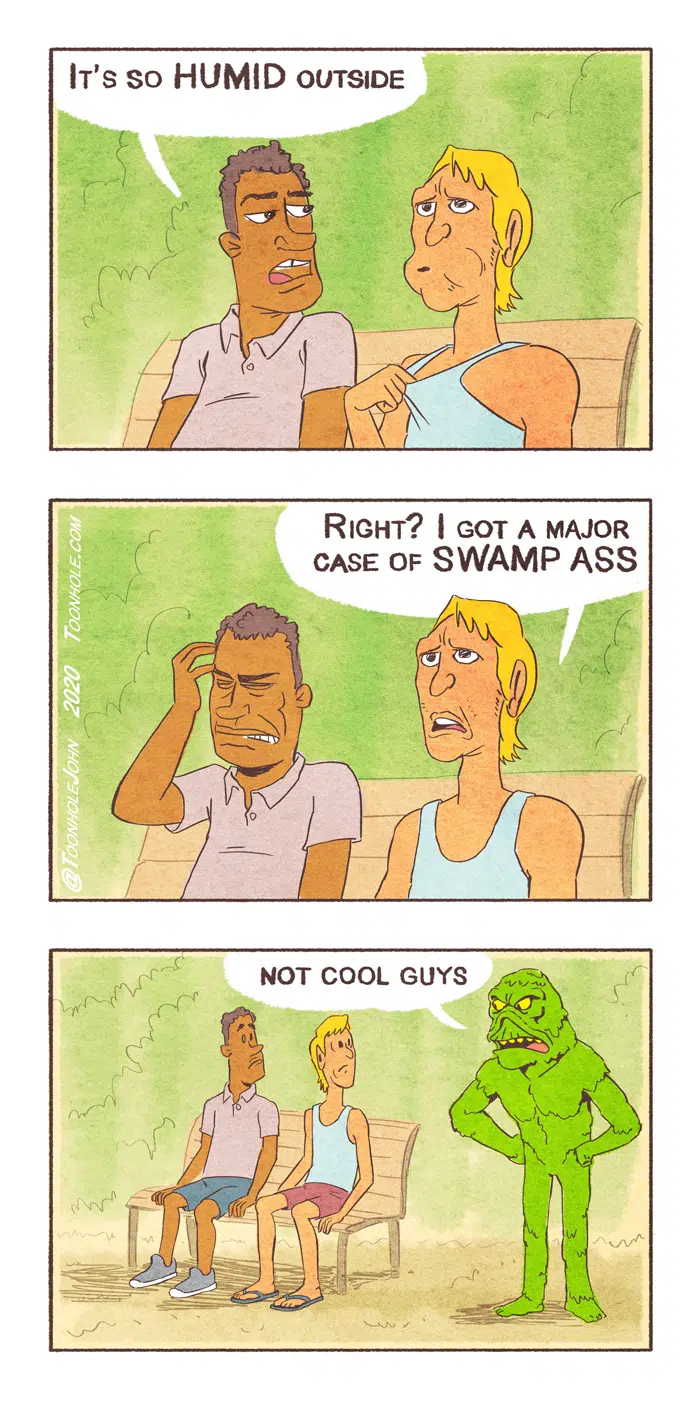 It's so HUMID outside
Right? I got a major
case of SWAMP ASS
@ToonholeJohn 2020 Toonhole.com
not cool guys